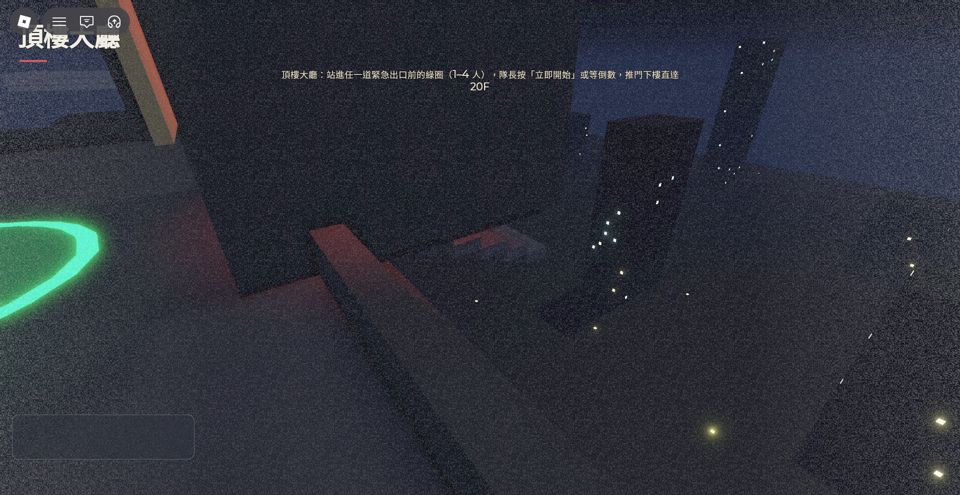 頂樓大廳
頂樓大廳：站進任一道緊急出口前的綠圈（1–4 人），隊長按「立即開始」或等倒數，推門下樓直達
20F